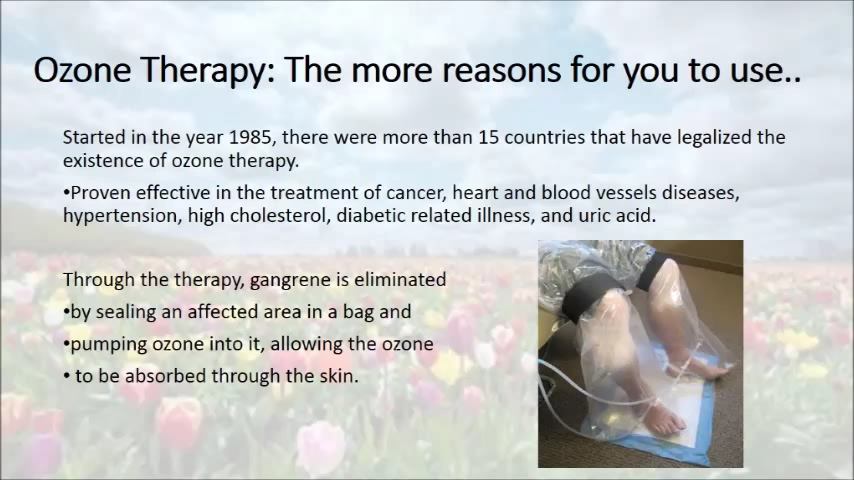 Ozone Therapy: The more reasons for you to use..
Started in the year 1985, there were more than 15 countries that have legalized the
existence of ozone therapy.
•Proven effective in the treatment of cancer, heart and blood vessels diseases,
hypertension, high cholesterol, diabetic related illness, and uric acid.
Through the therapy, gangrene is eliminated
•by sealing an affected area in a bag and
•pumping ozone into it, allowing the ozone
• to be absorbed through the skin.